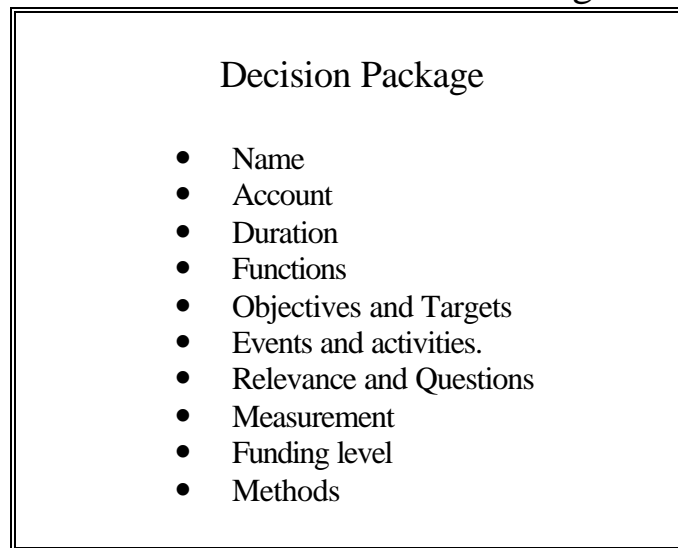 Decision Package
• Name
• Account
• Duration
• Functions
• Objectives and Targets
• Events and activities.
• Relevance and Questions
• Measurement
• Funding level
• Methods